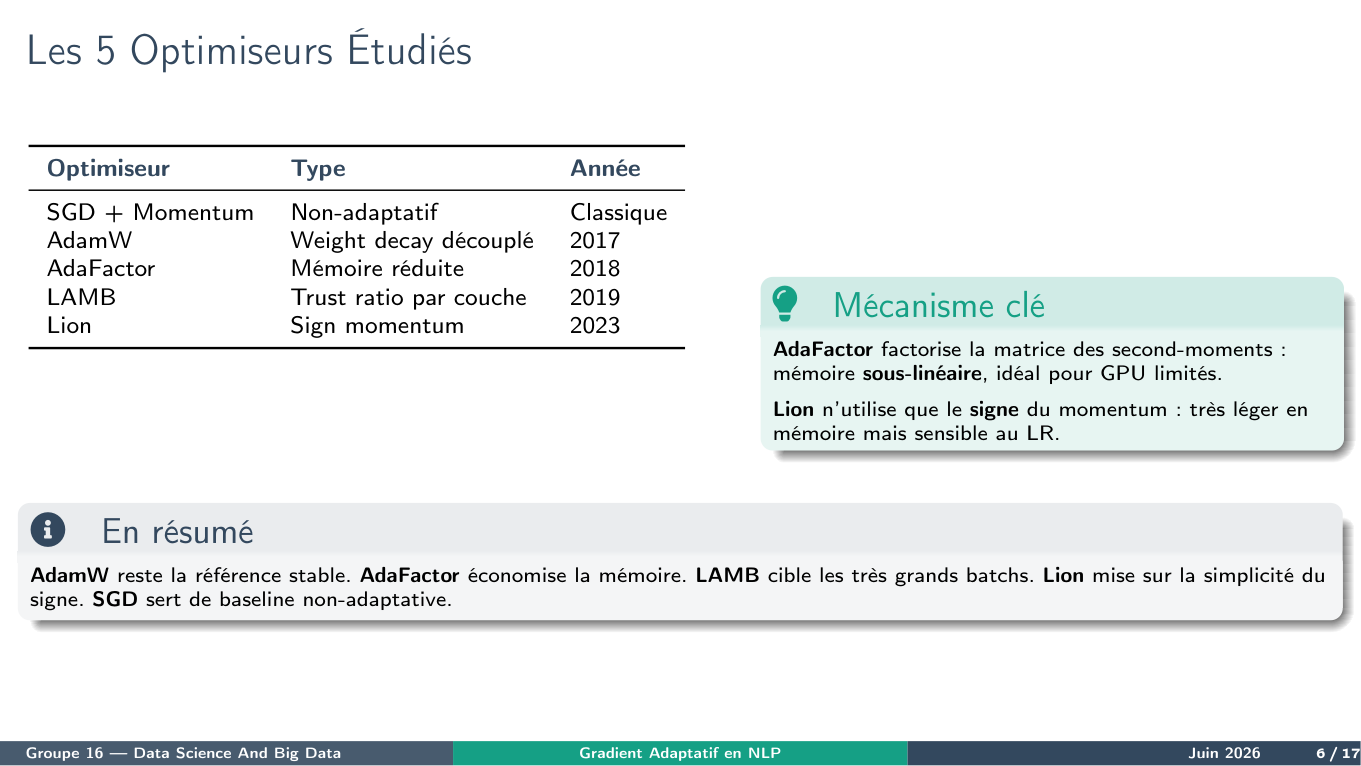 Les 5 Optimiseurs Étudiés
Optimiseur Type Année
SGD + Momentum Non-adaptatif Classique
AdamW Weight decay découplé 2017
AdaFactor Mémoire réduite 2018
LAMB Trust ratio par couche 2019
Lion Sign momentum 2023
Mécanisme clé
AdaFactor factorise la matrice des second-moments :
mémoire sous-linéaire, idéal pour GPU limités.
Lion n'utilise que le signe du momentum : très léger en
mémoire mais sensible au LR.
En résumé
AdamW reste la référence stable. AdaFactor économise la mémoire. LAMB cible les très grands batchs. Lion mise sur la simplicité du
signe. SGD sert de baseline non-adaptative.
Groupe 16 — Data Science And Big Data Gradient Adaptatif en NLP Juin 2026 6 / 17